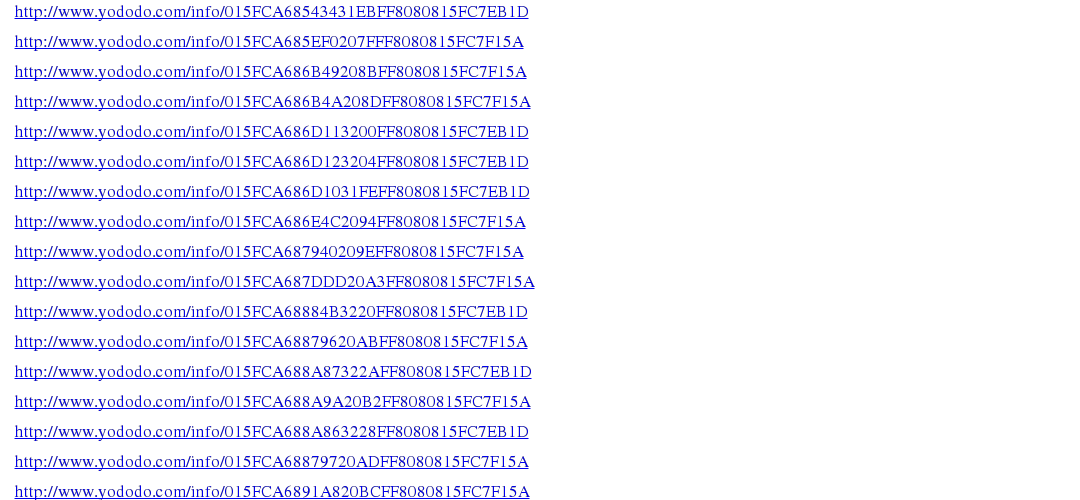 http://www.yododo.com/info/015FCA68543431EBFF8080815FC7EB1D
http://www.yododo.com/info/015FCA685EF0207FFF8080815FC7F15A
http://www.yododo.com/info/015FCA686B49208BFF8080815FC7F15A
http://www.yododo.com/info/015FCA686B4A208DFF8080815FC7F15A
http://www.yododo.com/info/015FCA686D113200FF8080815FC7EB1D
http://www.yododo.com/info/015FCA686D123204FF8080815FC7EB1D
http://www.yododo.com/info/015FCA686D1031FEFF8080815FC7EB1D
http://www.yododo.com/info/015FCA686E4C2094FF8080815FC7F15A
http://www.yododo.com/info/015FCA687940209EFF8080815FC7F15A
http://www.yododo.com/info/015FCA687DDD20A3FF8080815FC7F15A
http://www.yododo.com/info/015FCA68884B3220FF8080815FC7EB1D
http://www.yododo.com/info/015FCA68879620ABFF8080815FC7F15A
http://www.yododo.com/info/015FCA688A87322AFF8080815FC7EB1D
http://www.yododo.com/info/015FCA688A9A20B2FF8080815FC7F15A
http://www.yododo.com/info/015FCA688A863228FF8080815FC7EB1D
http://www.yododo.com/info/015FCA68879720ADFF8080815FC7F15A
http://www.yododo.com/info/015FCA6891A820BCFF8080815FC7F15A